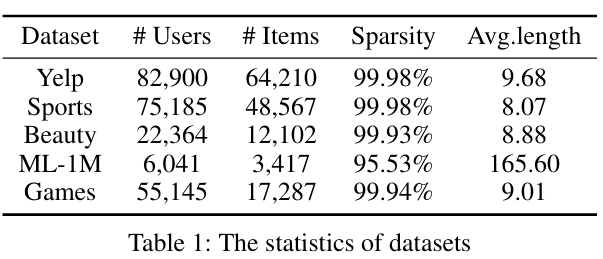 Dataset # Users # Items Sparsity Avg.length
Yelp 82,900 64,210 99.98% 9.68
Sports 75,185 48,567 99.98% 8.07
Beauty 22,364 12,102 99.93% 8.88
ML-1M 6,041 3,417 95.53% 165.60
Games 55,145 17,287 99.94% 9.01
Table 1: The statistics of datasets